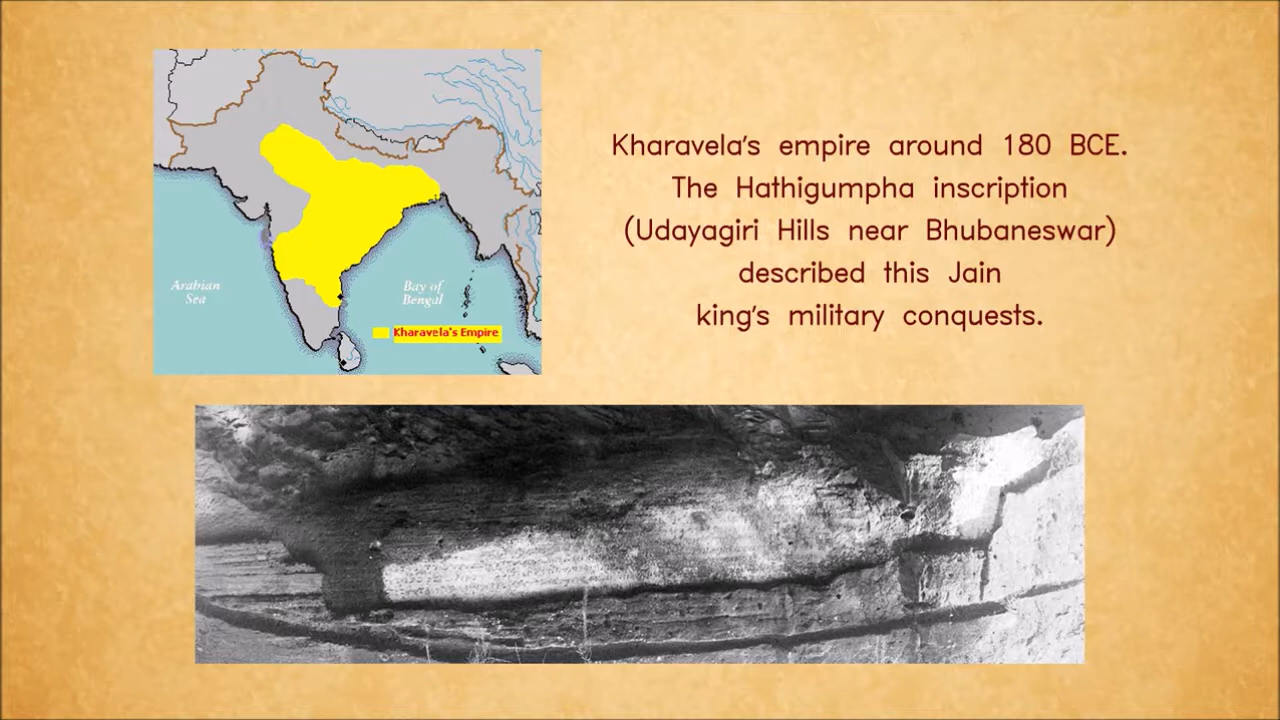 Arabian
Sea
Bay of
Bengal
Kharavela's Empire
Kharavela's empire around 180 BCE.
The Hathigumpha inscription
(Udayagiri Hills near Bhubaneswar)
described this Jain
king's military conquests.